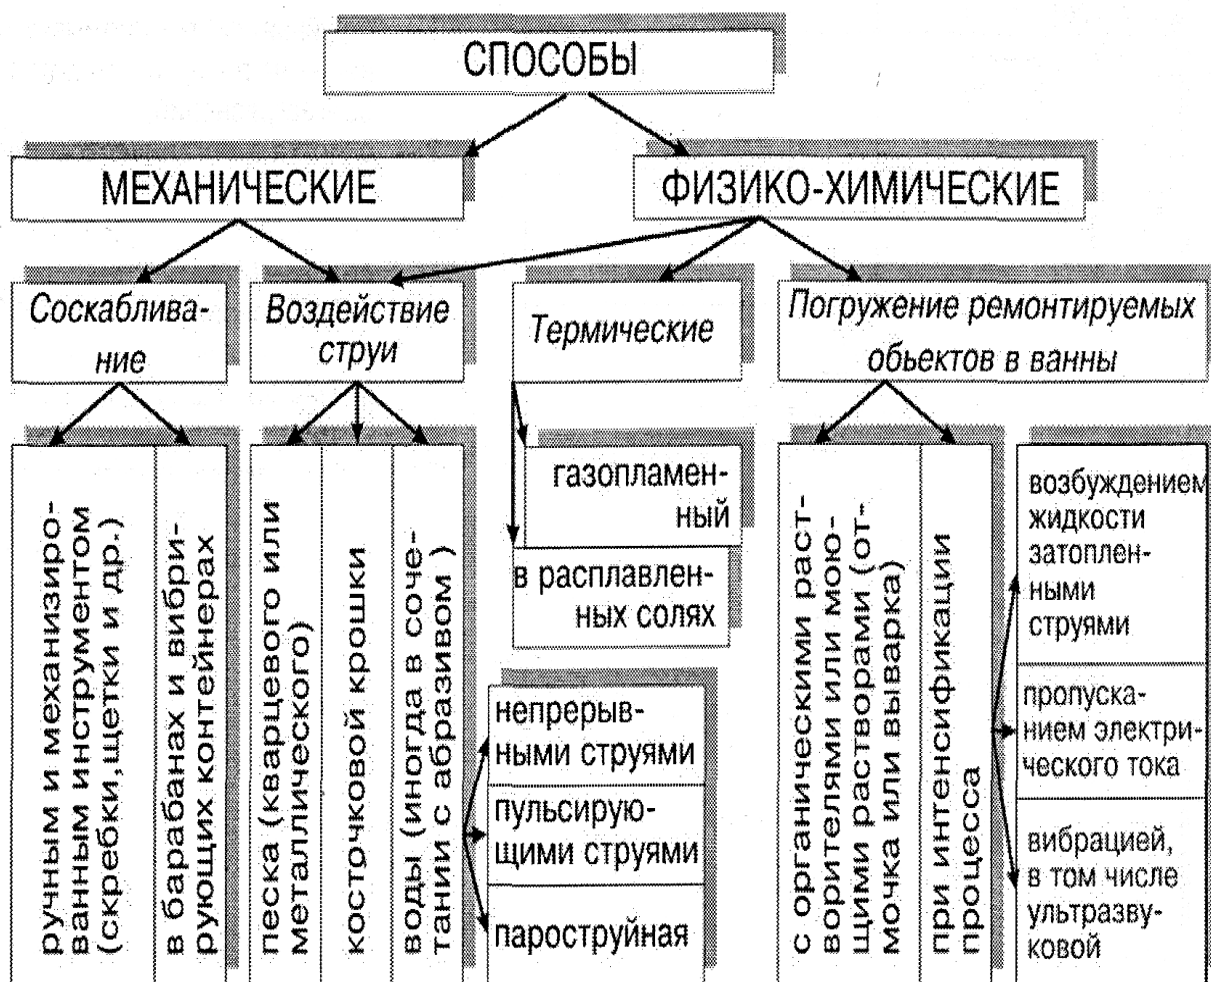 СПОСОБЫ
МЕХАНИЧЕСКИЕ
ФИЗИКО-ХИМИЧЕСКИЕ
Соскаблива-
ние
Воздействие
струи
Термические
Погружение ремонтируемых
обьектов в ванны
ручным и механизиро-
ванным инструментом
(скребки,щетки и др.)
в барабанах и вибри-
рующих контейнерах
песка (кварцевого или
металлического)
косточковой крошки
воды (иногда в соче-
тании с абразивом )
газопламен-
ный
в расплавлен-
ных солях
непрерыв-
ными струями
пульсирую-
щими струями
пароструйная
с органическими раст-
ворителями или мою-
щими растворами (от-
мочка или выварка)
при интенсификации
процесса
возбуждением
жидкости
затоплен-
ными
струями
пропуска-
нием электри-
ческого тока
вибрацией,
в том числе
ультразву-
ковой